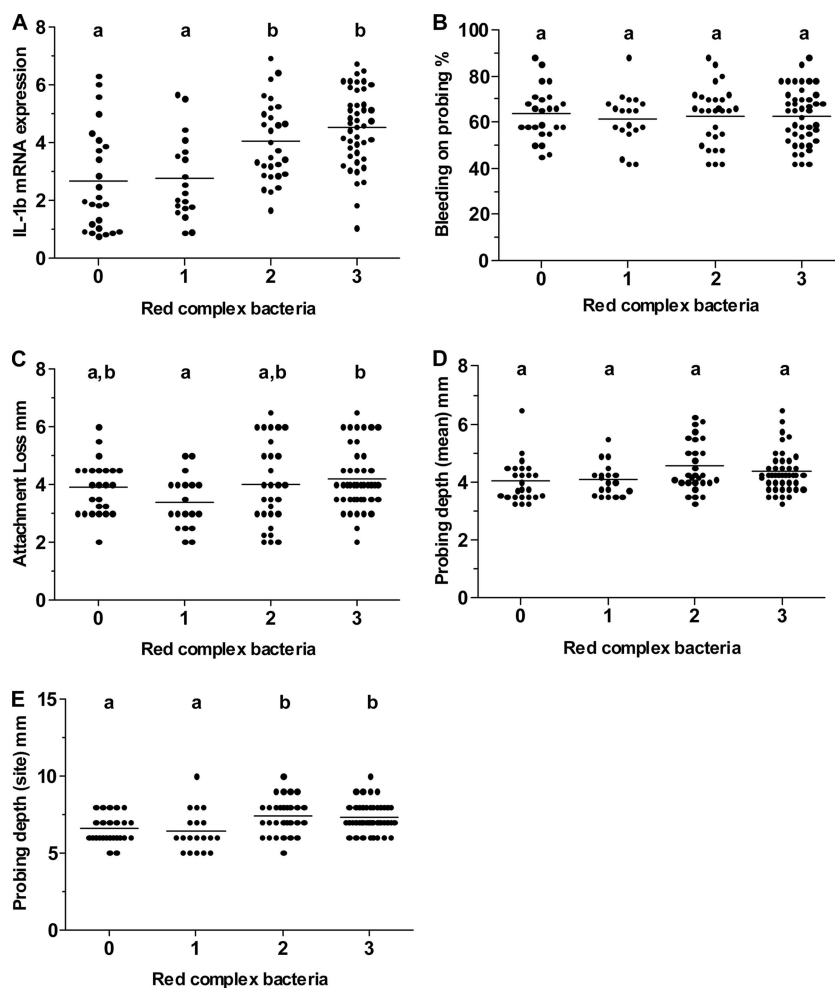 A
a a b b
8
6
4
2
0
IL-1b mRNA expression
0 1 2 3
Red complex bacteria
B
a a a a
100
80
60
40
20
0
Bleeding on probing %
0 1 2 3
Red complex bacteria
C
a,b a a,b b
8
6
4
2
0
Attachment Loss mm
0 1 2 3
Red complex bacteria
D
a a a a
8
6
4
2
0
Probing depth (mean) mm
0 1 2 3
Red complex bacteria
E
a a b b
15
10
5
0
Probing depth (site) mm
0 1 2 3
Red complex bacteria